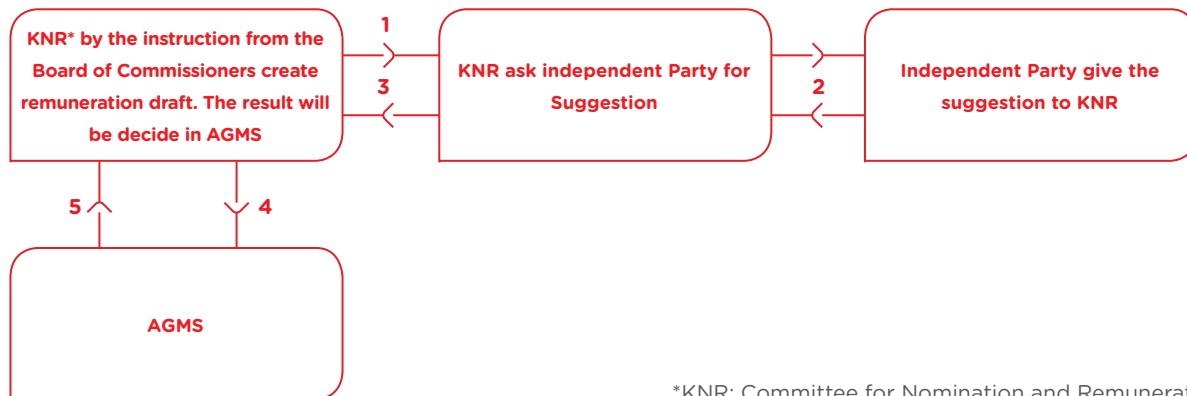 KNR* by the instruction from the
Board of Commissioners create
remuneration draft. The result will
be decide in AGMS
1
3
KNR ask independent Party for
Suggestion
2
Independent Party give the
suggestion to KNR
5
4
AGMS
*KNR: Committee for Nomination and